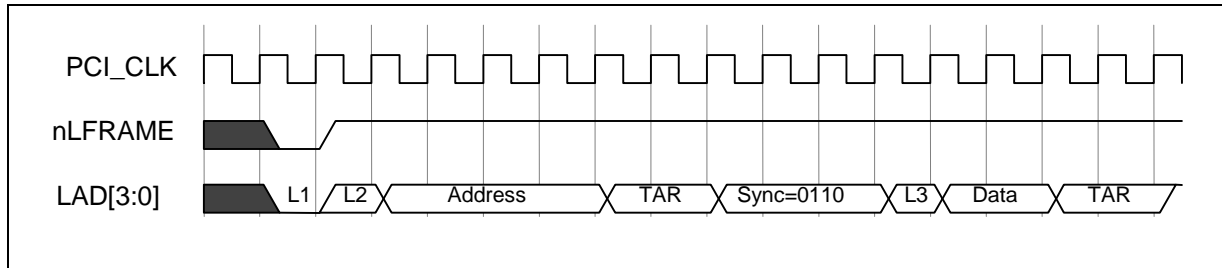 PCI_CLK
nLFRAME
LAD[3:0] L1 L2 Address TAR Sync=0110 L3 Data TAR